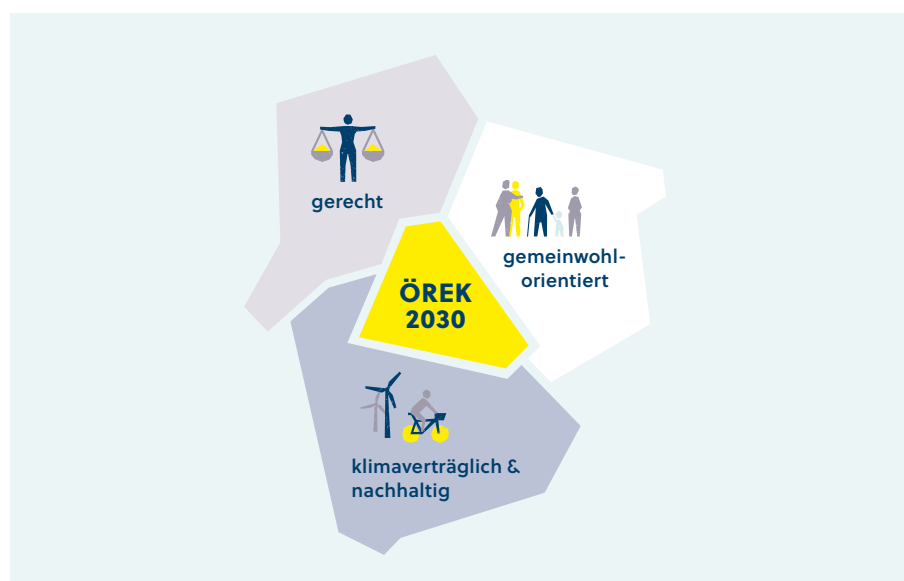 gerecht
gemeinwohl-
orientiert
ÖREK
2030
klimaverträglich &
nachhaltig